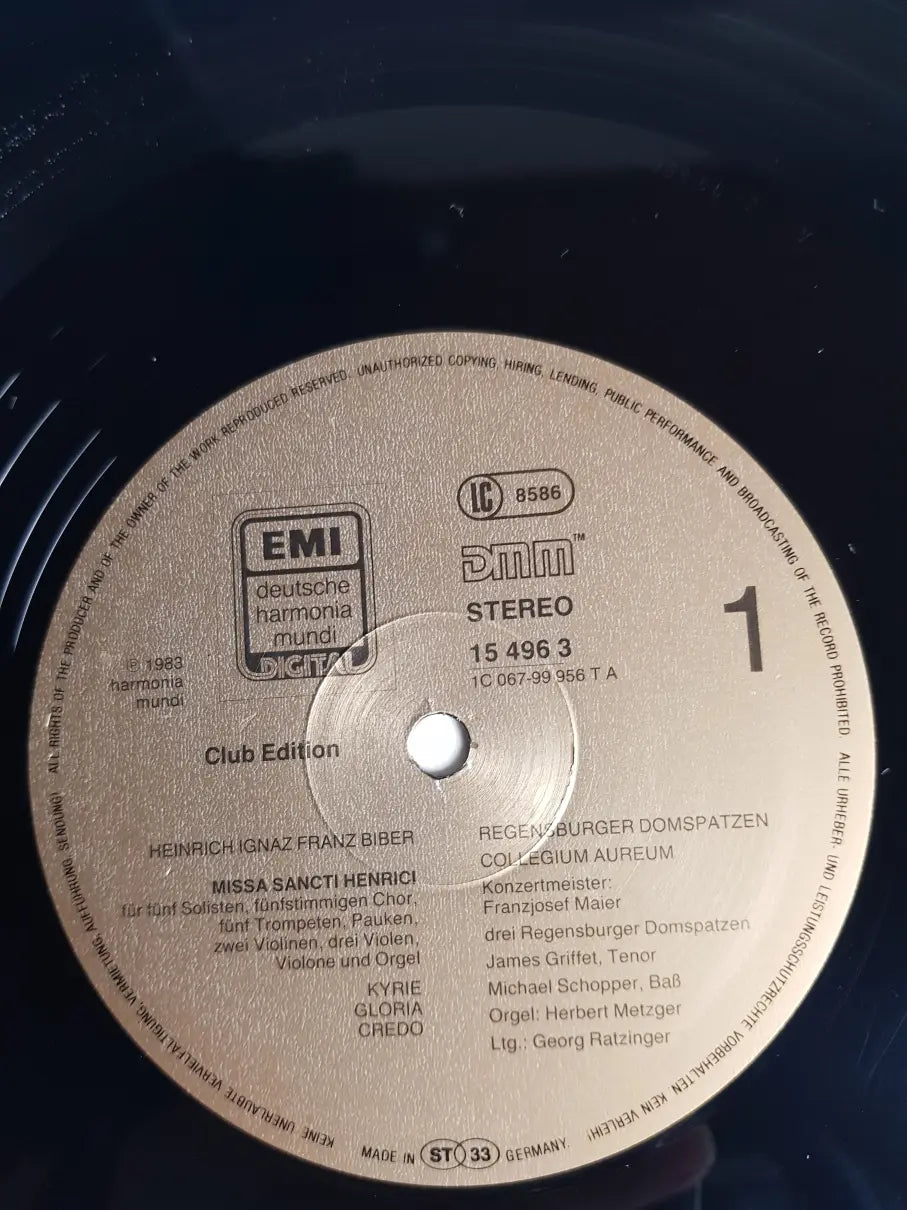 ALL RIGHTS OF THE PRODUCER AND OF THE OWNER OF THE WORK REPRODUCED RESERVED. UNAUTHORIZED COPYING, HIRING, LENDING, PUBLIC PERFORMANCE AND BROADCASTING OF THE RECORD PROHIBITED.
ALLE URHEBER- UND LEISTUNGSSCHUTZRECHTE VORBEHALTEN. KEIN VERLEIH! KEINE UNERLAUBTE VERVIELFÄLTIGUNG, VERMIETUNG, AUFFÜHRUNG, SENDUNG!
LC 8586
EMI
deutsche
harmonia
mundi
DIGITAL
DMM™
STEREO
15 496 3
1C 067-99 956 T A
1
℗ 1983
harmonia
mundi
Club Edition
HEINRICH IGNAZ FRANZ BIBER
MISSA SANCTI HENRICI
für fünf Solisten, fünfstimmigen Chor,
fünf Trompeten, Pauken,
zwei Violinen, drei Violen,
Violone und Orgel
KYRIE
GLORIA
CREDO
REGENSBURGER DOMSPATZEN
COLLEGIUM AUREUM
Konzertmeister:
Franzjosef Maier
drei Regensburger Domspatzen
James Griffet, Tenor
Michael Schopper, Baß
Orgel: Herbert Metzger
Ltg.: Georg Ratzinger
MADE IN ST 33 GERMANY.